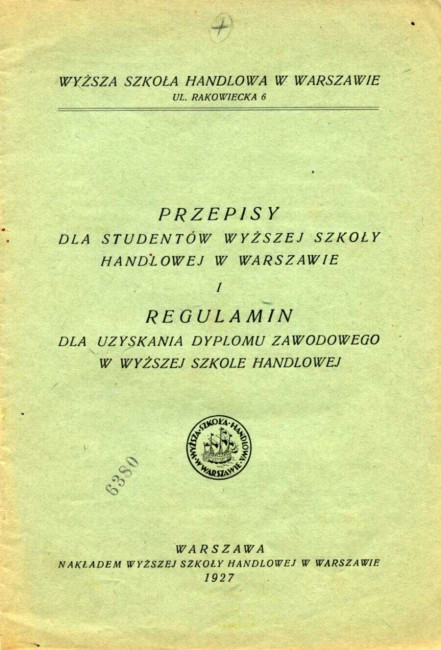 WYŻSZA SZKOŁA HANDLOWA W WARSZAWIE
UL. RAKOWIECKA 6
PRZEPISY
DLA STUDENTÓW WYŻSZEJ SZKOŁY
HANDLOWEJ W WARSZAWIE
I
REGULAMIN
DLA UZYSKANIA DYPLOMU ZAWODOWEGO
W WYŻSZEJ SZKOLE HANDLOWEJ
WYŻSZA·SZKOŁA·HANDLOWA
W WARSZAWIE
6380
WARSZAWA
NAKŁADEM WYŻSZEJ SZKOŁY HANDLOWEJ W WARSZAWIE
1927